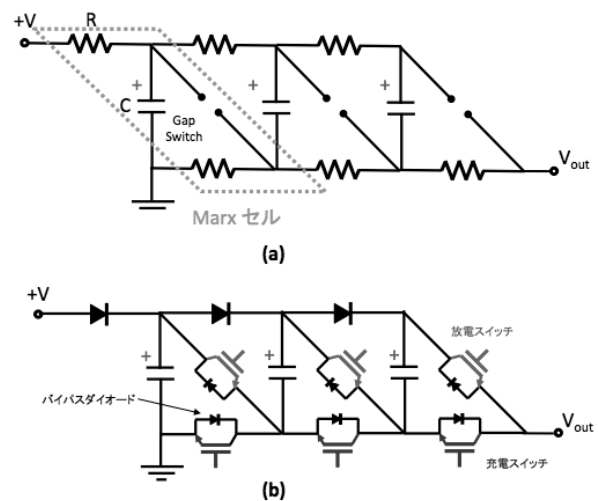 (a)
+V
R
+
+
+
C
Gap
Switch
Vout
Marx セル
(b)
+V
放電スイッチ
+
+
+
バイパスダイオード
Vout
充電スイッチ